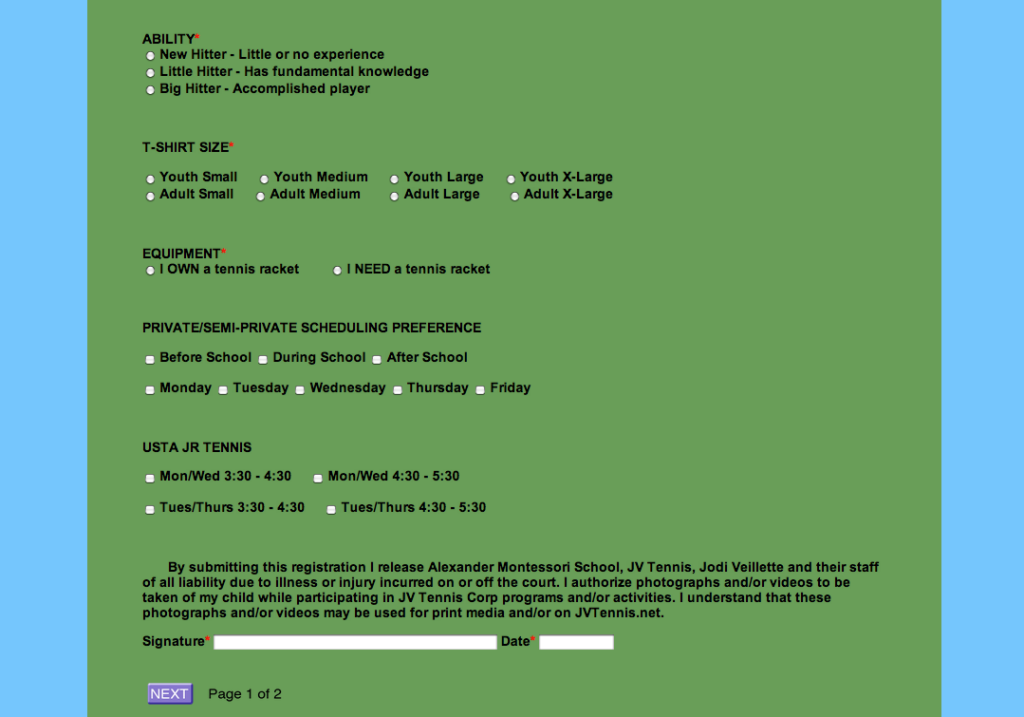 ABILITY*
New Hitter - Little or no experience
Little Hitter - Has fundamental knowledge
Big Hitter - Accomplished player
T-SHIRT SIZE*
Youth Small Youth Medium Youth Large Youth X-Large
Adult Small Adult Medium Adult Large Adult X-Large
EQUIPMENT*
I OWN a tennis racket I NEED a tennis racket
PRIVATE/SEMI-PRIVATE SCHEDULING PREFERENCE
Before School During School After School
Monday Tuesday Wednesday Thursday Friday
USTA JR TENNIS
Mon/Wed 3:30 - 4:30 Mon/Wed 4:30 - 5:30
Tues/Thurs 3:30 - 4:30 Tues/Thurs 4:30 - 5:30
By submitting this registration I release Alexander Montessori School, JV Tennis, Jodi Veillette and their staff
of all liability due to illness or injury incurred on or off the court. I authorize photographs and/or videos to be
taken of my child while participating in JV Tennis Corp programs and/or activities. I understand that these
photographs and/or videos may be used for print media and/or on JVTennis.net.
Signature* Date*
NEXT Page 1 of 2